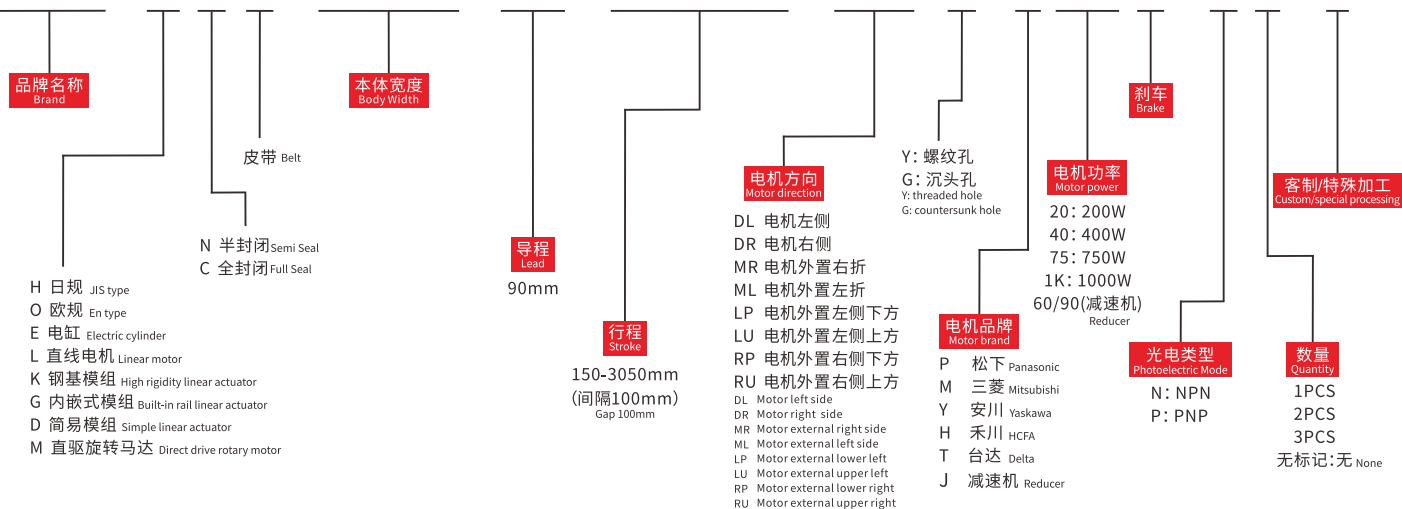 品牌名称
Brand
H 日规 JIS type
O 欧规 En type
E 电缸 Electric cylinder
L 直线电机 Linear motor
K 钢基模组 High rigidity linear actuator
G 内嵌式模组 Built-in rail linear actuator
D 简易模组 Simple linear actuator
M 直驱旋转马达 Direct drive rotary motor
N 半封闭 Semi Seal
C 全封闭 Full Seal
皮带 Belt
本体宽度
Body Width
导程
Lead
90mm
行程
Stroke
150-3050mm
(间隔100mm)
Gap 100mm
电机方向
Motor direction
DL 电机左侧
DR 电机右侧
MR 电机外置右折
ML 电机外置左折
LP 电机外置左侧下方
LU 电机外置左侧上方
RP 电机外置右侧下方
RU 电机外置右侧上方
DL Motor left side
DR Motor right side
MR Motor external right side
ML Motor external left side
LP Motor external lower left
LU Motor external upper left
RP Motor external lower right
RU Motor external upper right
Y: 螺纹孔
G: 沉头孔
Y: threaded hole
G: countersunk hole
电机品牌
Motor brand
P 松下 Panasonic
M 三菱 Mitsubishi
Y 安川 Yaskawa
H 禾川 HCFA
T 台达 Delta
J 减速机 Reducer
电机功率
Motor power
20: 200W
40: 400W
75: 750W
1K: 1000W
60/90(减速机)
Reducer
刹车
Brake
光电类型
Photoelectric Mode
N: NPN
P: PNP
数量
Quantity
1PCS
2PCS
3PCS
无标记:无 None
客制/特殊加工
Custom/special processing